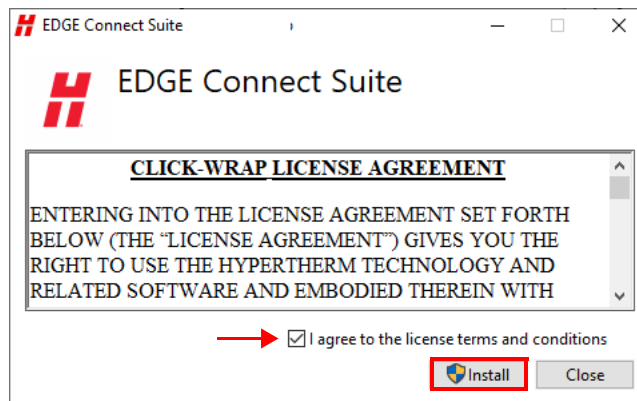 EDGE Connect Suite
EDGE Connect Suite
CLICK-WRAP LICENSE AGREEMENT
ENTERING INTO THE LICENSE AGREEMENT SET FORTH
BELOW (THE “LICENSE AGREEMENT”) GIVES YOU THE
RIGHT TO USE THE HYPERTHERM TECHNOLOGY AND
RELATED SOFTWARE AND EMBODIED THEREIN WITH
I agree to the license terms and conditions
Install
Close